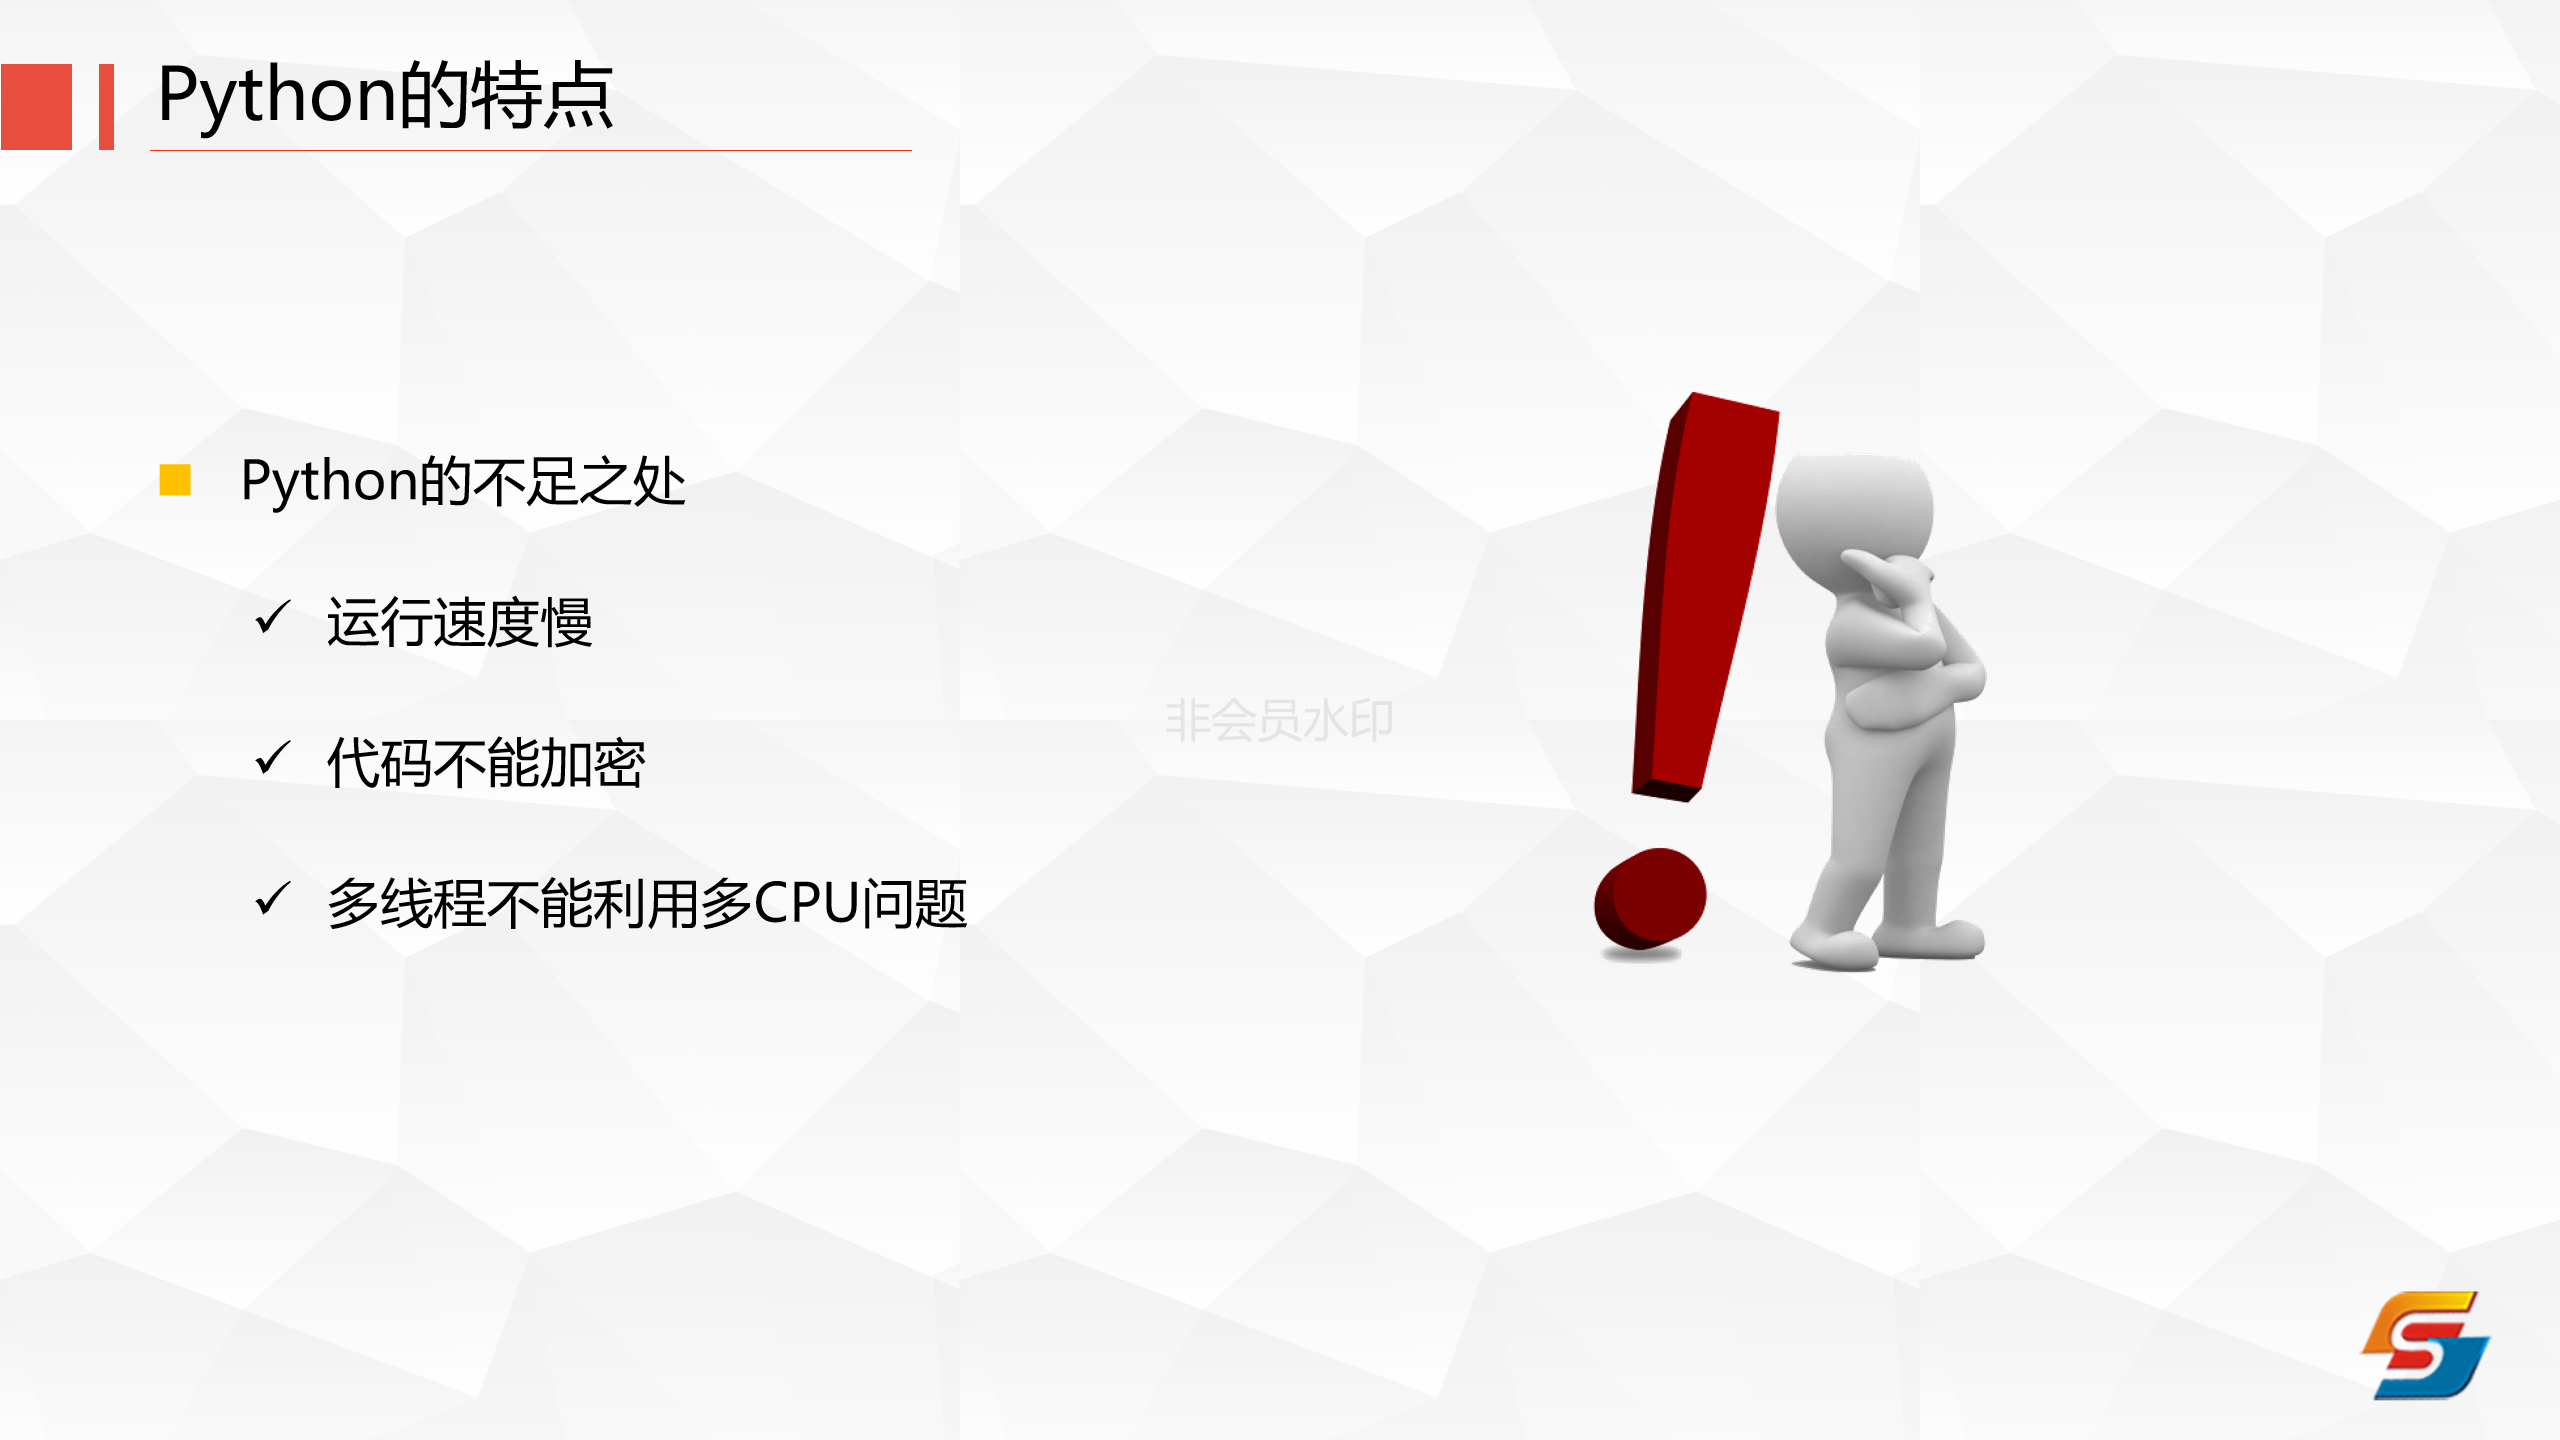 Python的特点
Python的不足之处
运行速度慢
代码不能加密
多线程不能利用多CPU问题
非会员水印